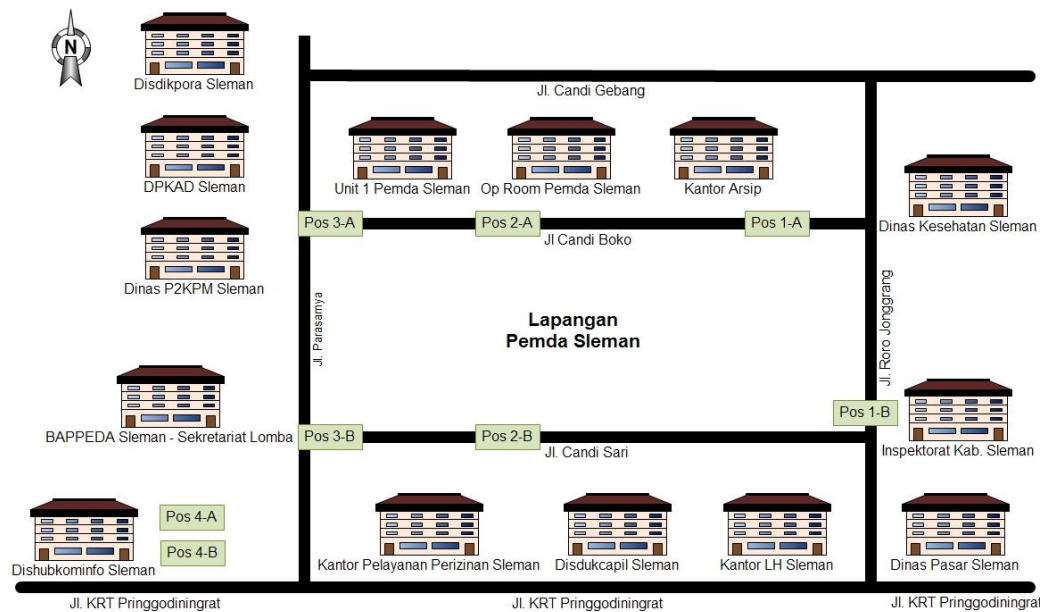 N
Disdikpora Sleman
Jl. Candi Gebang
DPKAD Sleman
Unit 1 Pemda Sleman
Op Room Pemda Sleman
Kantor Arsip
Dinas Kesehatan Sleman
Pos 3-A
Pos 2-A
Pos 1-A
Jl Candi Boko
Dinas P2KPM Sleman
Jl. Parasamya
Lapangan
Pemda Sleman
Jl. Roro Jonggrang
Pos 1-B
BAPPEDA Sleman - Sekretariat Lomba
Pos 3-B
Pos 2-B
Jl. Candi Sari
Inspektorat Kab. Sleman
Pos 4-A
Pos 4-B
Dishubkominfo Sleman
Kantor Pelayanan Perizinan Sleman
Disdukcapil Sleman
Kantor LH Sleman
Dinas Pasar Sleman
Jl. KRT Pringgodiningrat
Jl. KRT Pringgodiningrat
Jl. KRT Pringgodiningrat